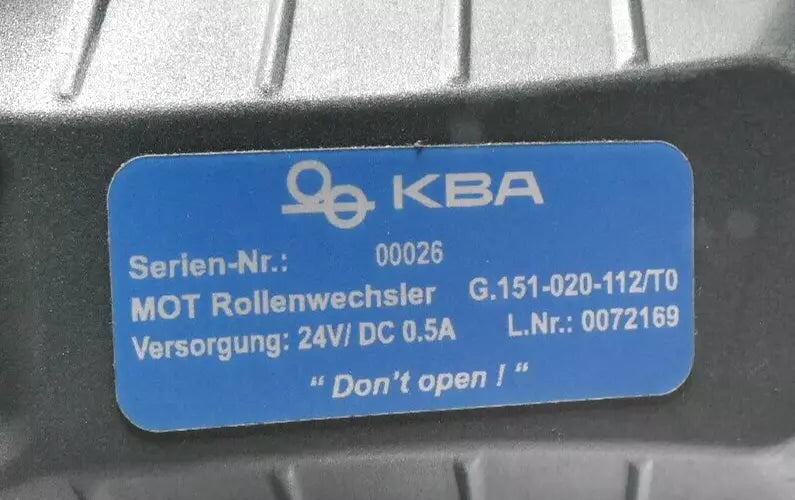 KBA
Serien-Nr.: 00026
MOT Rollenwechsler G.151-020-112/T0
Versorgung: 24V/ DC 0.5A L.Nr.: 0072169
“ Don't open ! “